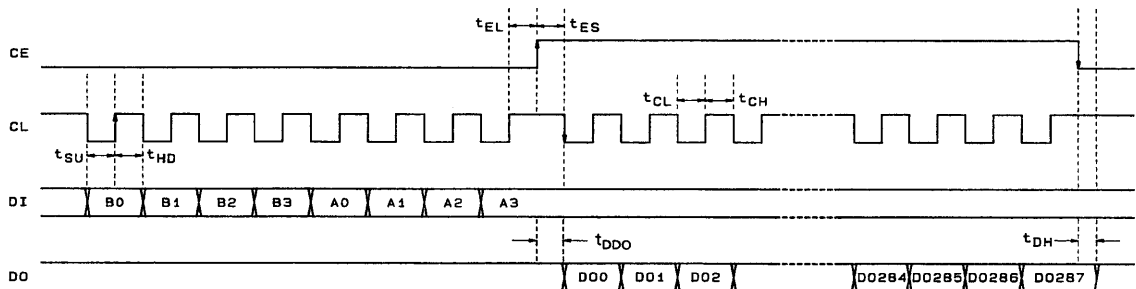 tEL tES
CE
tCL tCH
CL
tSU tHD
DI B0 B1 B2 B3 A0 A1 A2 A3
tDDO tDH
DO DO0 DO1 DO2 DO284 DO285 DO286 DO287